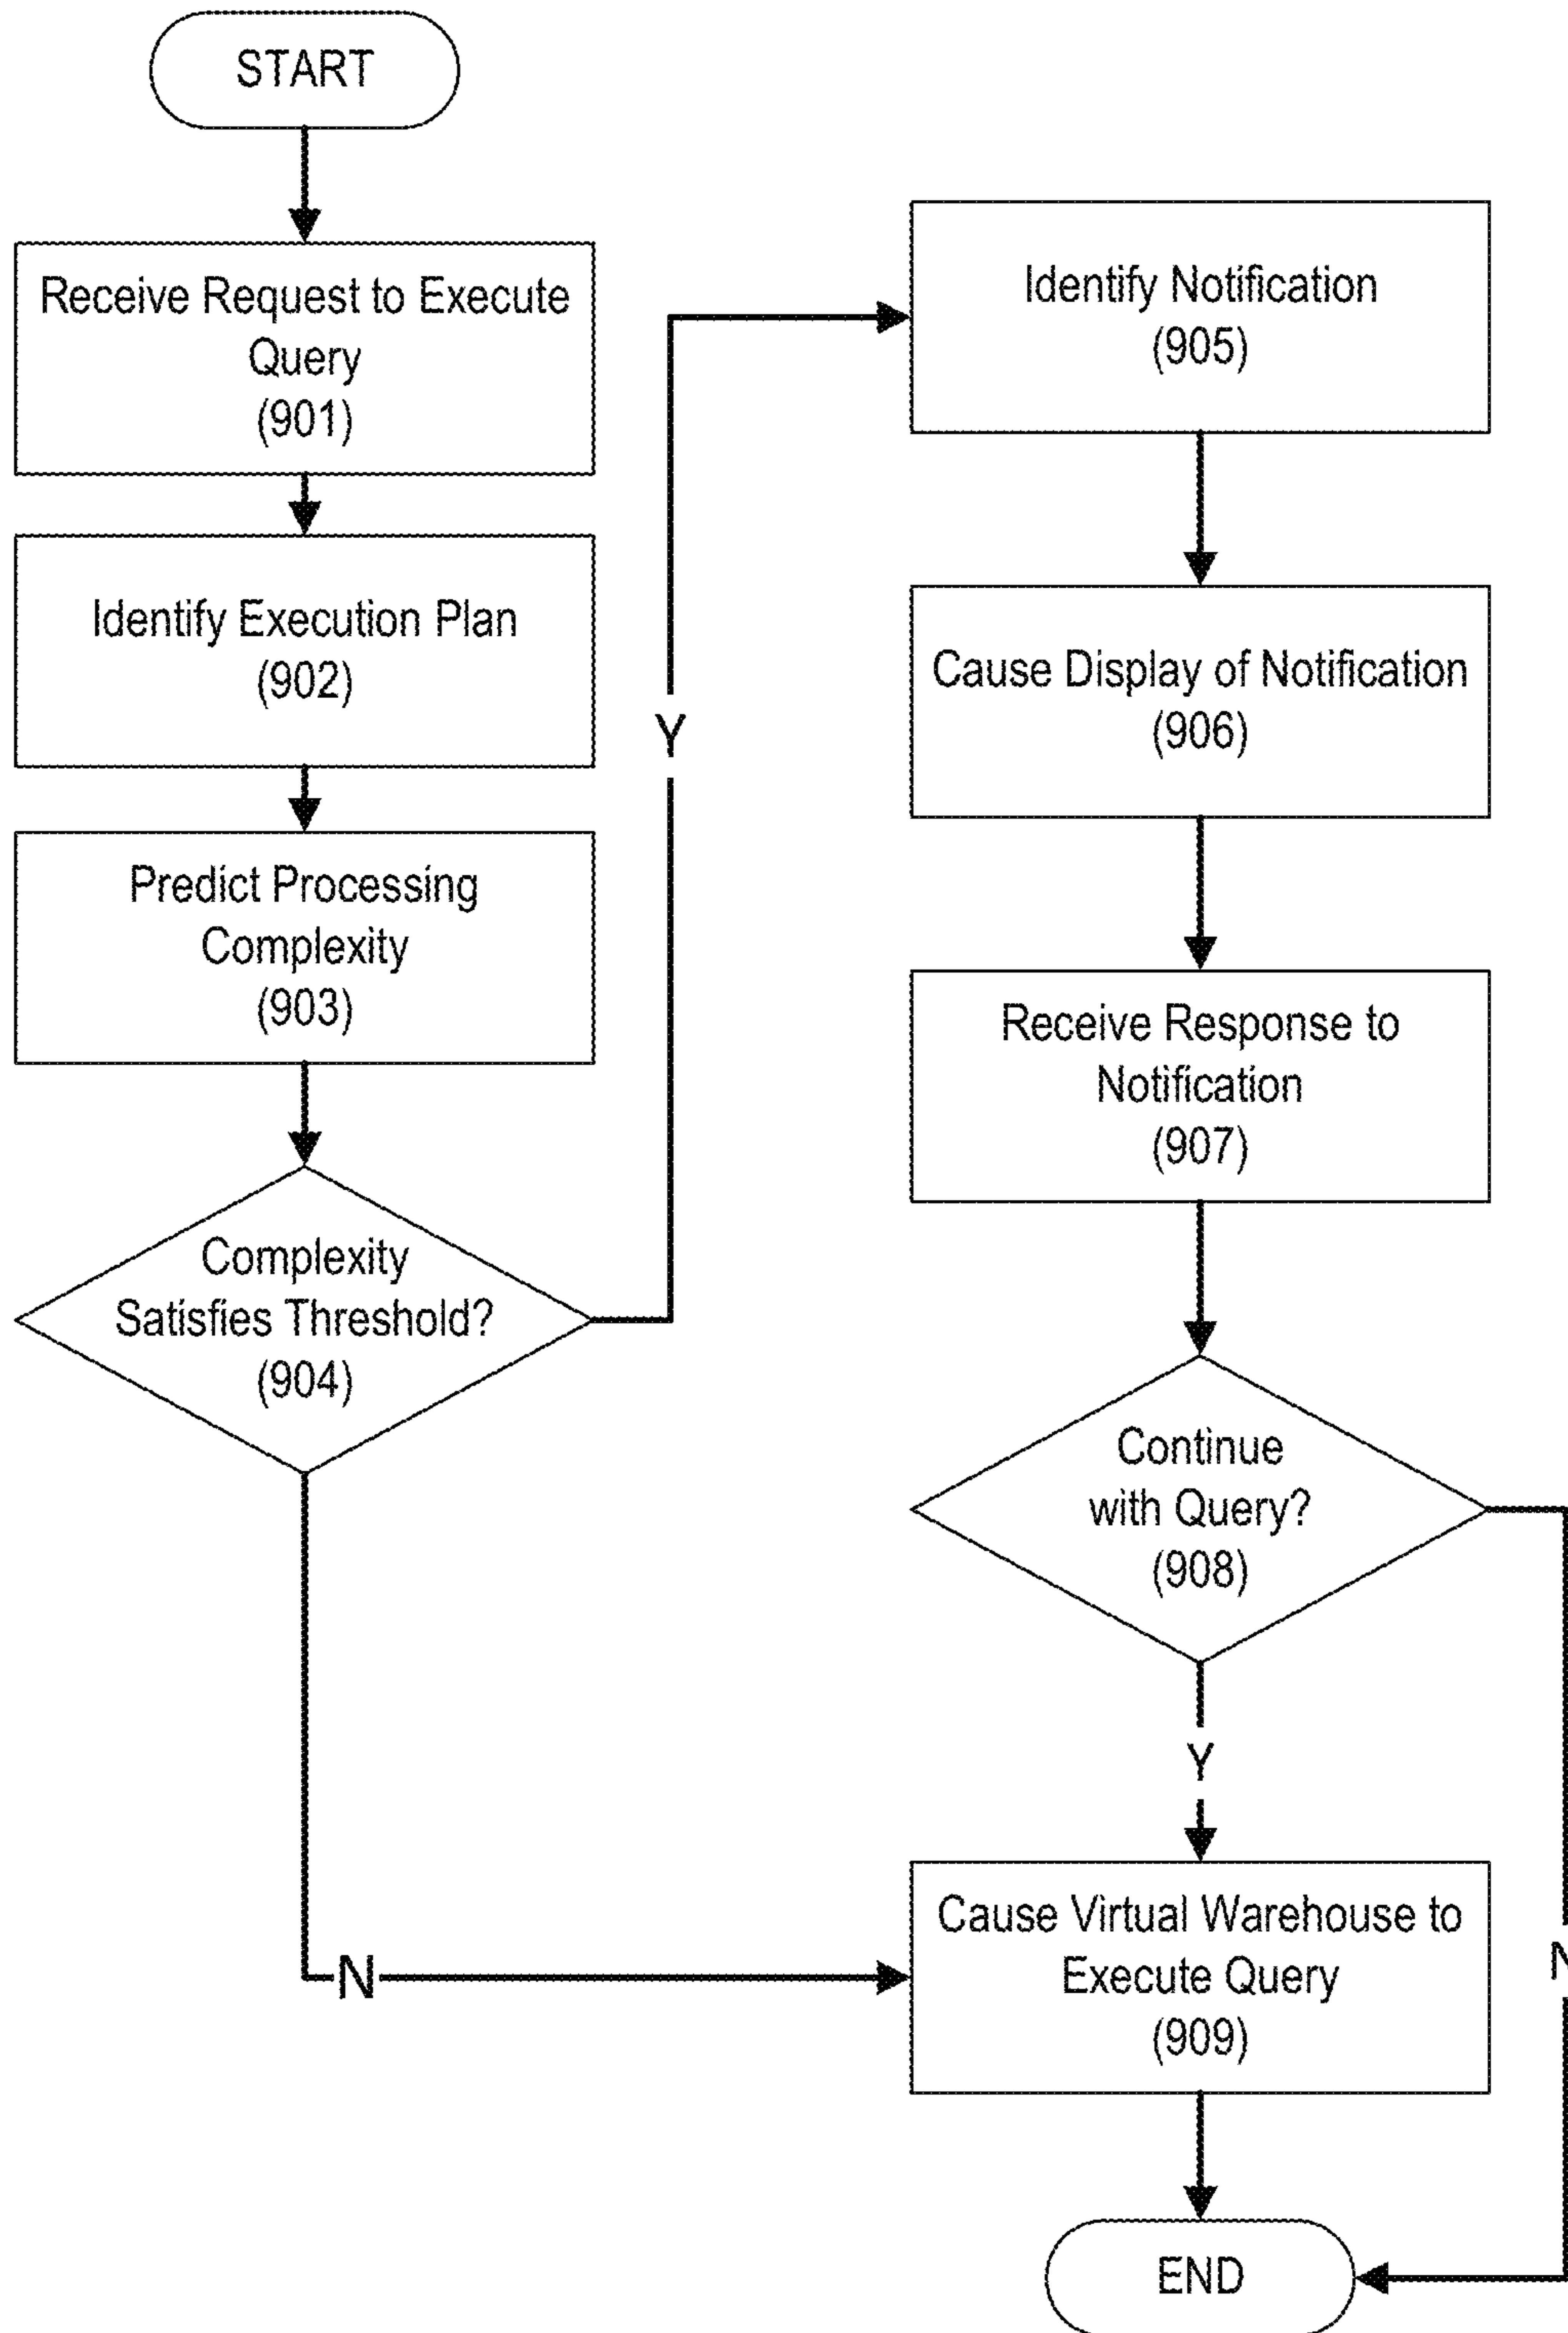 START
Receive Request to Execute
Query
(901)
Identify Execution Plan
(902)
Predict Processing
Complexity
(903)
Complexity
Satisfies Threshold?
(904)
Y
N
Identify Notification
(905)
Cause Display of Notification
(906)
Receive Response to
Notification
(907)
Continue
with Query?
(908)
Y
N
Cause Virtual Warehouse to
Execute Query
(909)
END